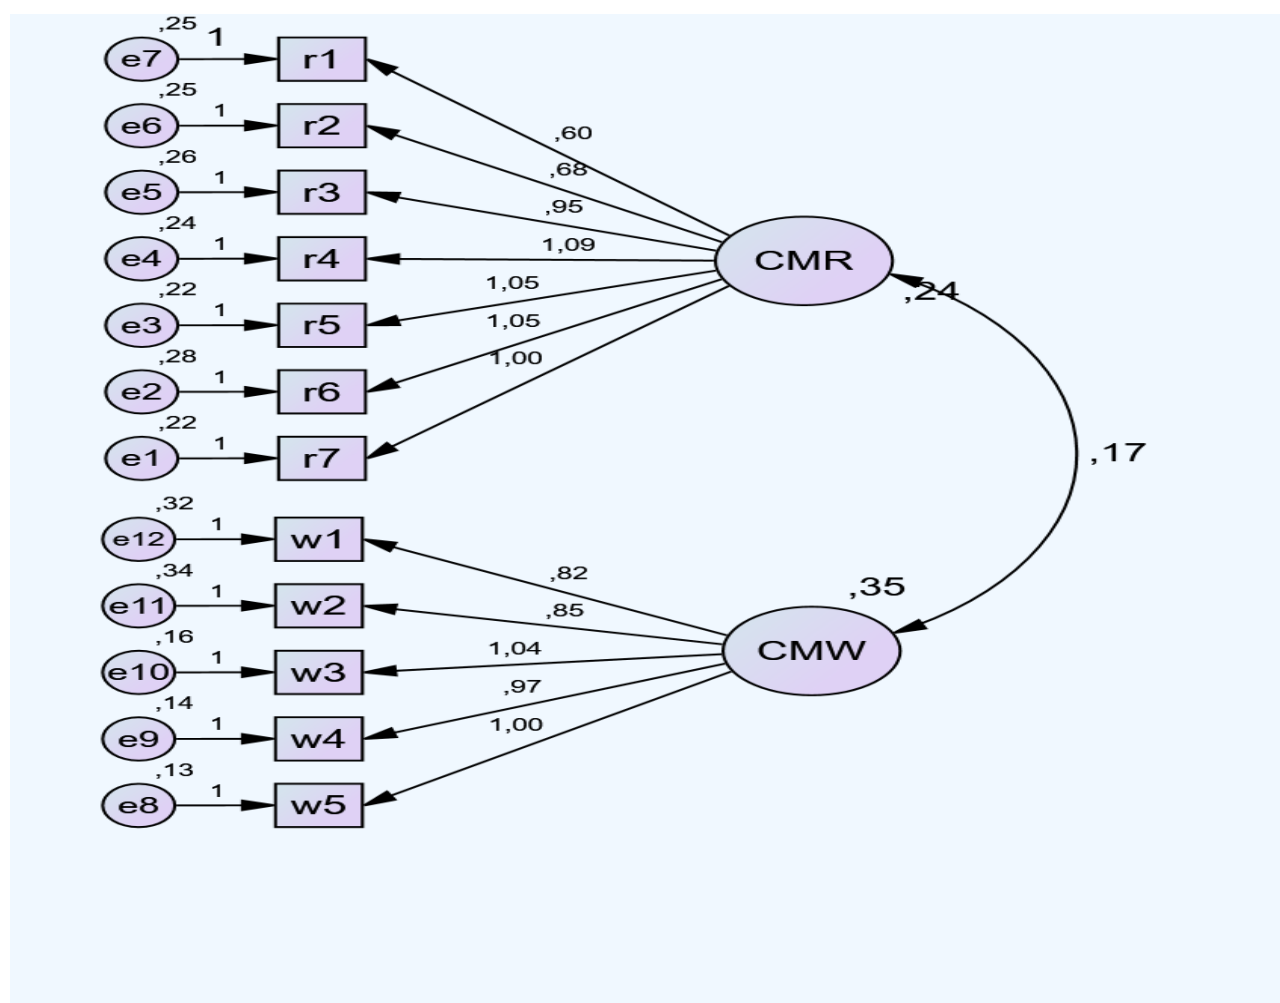 ,25
e7 1 r1
,60
,25
e6 1 r2
,68
,26
e5 1 r3
,95
,24
e4 1 r4
1,09
CMR
,24
,22
e3 1 r5
1,05
,28
e2 1 r6
1,05
,22
e1 1 r7
1,00
,17
,32
e12 1 w1
,82
,34
e11 1 w2
,85
,35
,16
e10 1 w3
1,04
CMW
,14
e9 1 w4
,97
,13
e8 1 w5
1,00